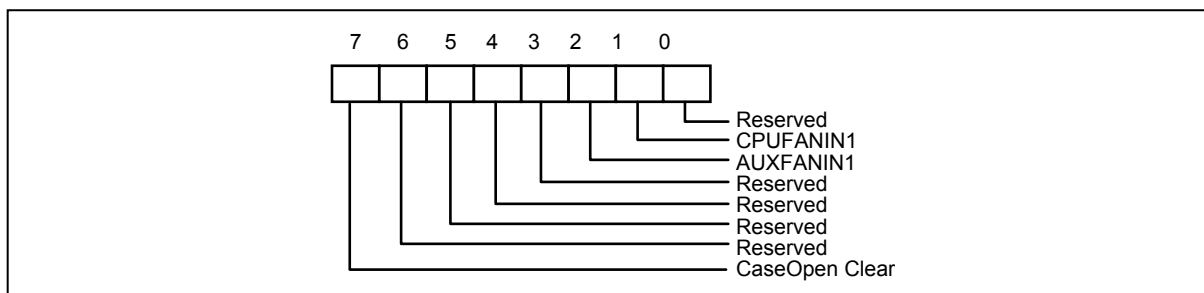 7 6 5 4 3 2 1 0
Reserved
CPUFANIN1
AUXFANIN1
Reserved
Reserved
Reserved
Reserved
CaseOpen Clear